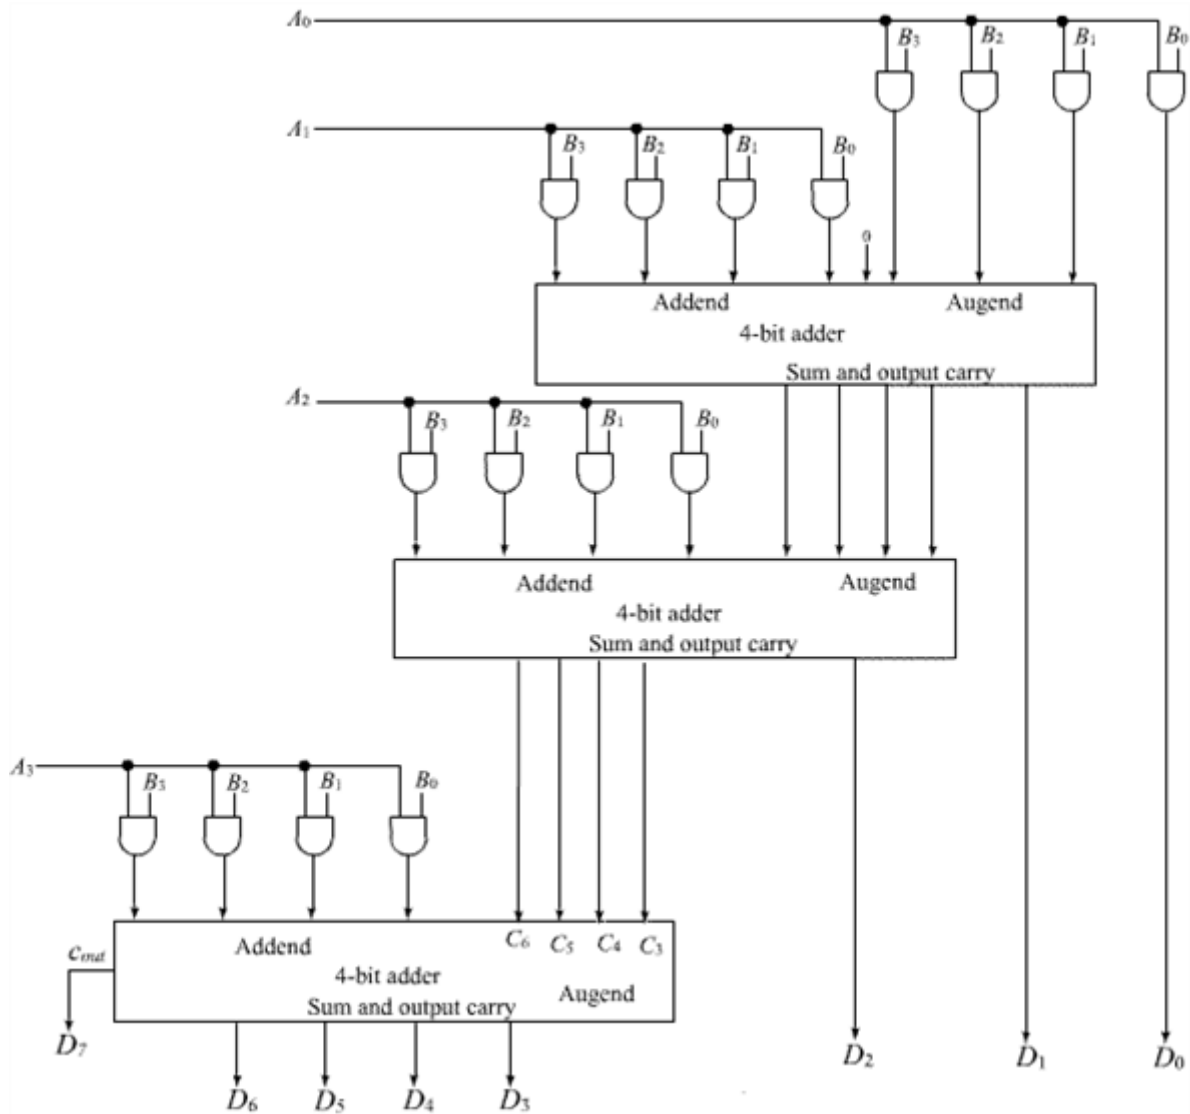 A₀
B₃ B₂ B₁ B₀
A₁
B₃ B₂ B₁ B₀
0
Addend Augend
4-bit adder
Sum and output carry
A₂
B₃ B₂ B₁ B₀
Addend Augend
4-bit adder
Sum and output carry
A₃
B₃ B₂ B₁ B₀
C₆ C₅ C₄ C₃
Addend
cout
4-bit adder
Augend
Sum and output carry
D₇ D₂ D₁ D₀
D₆ D₅ D₄ D₃